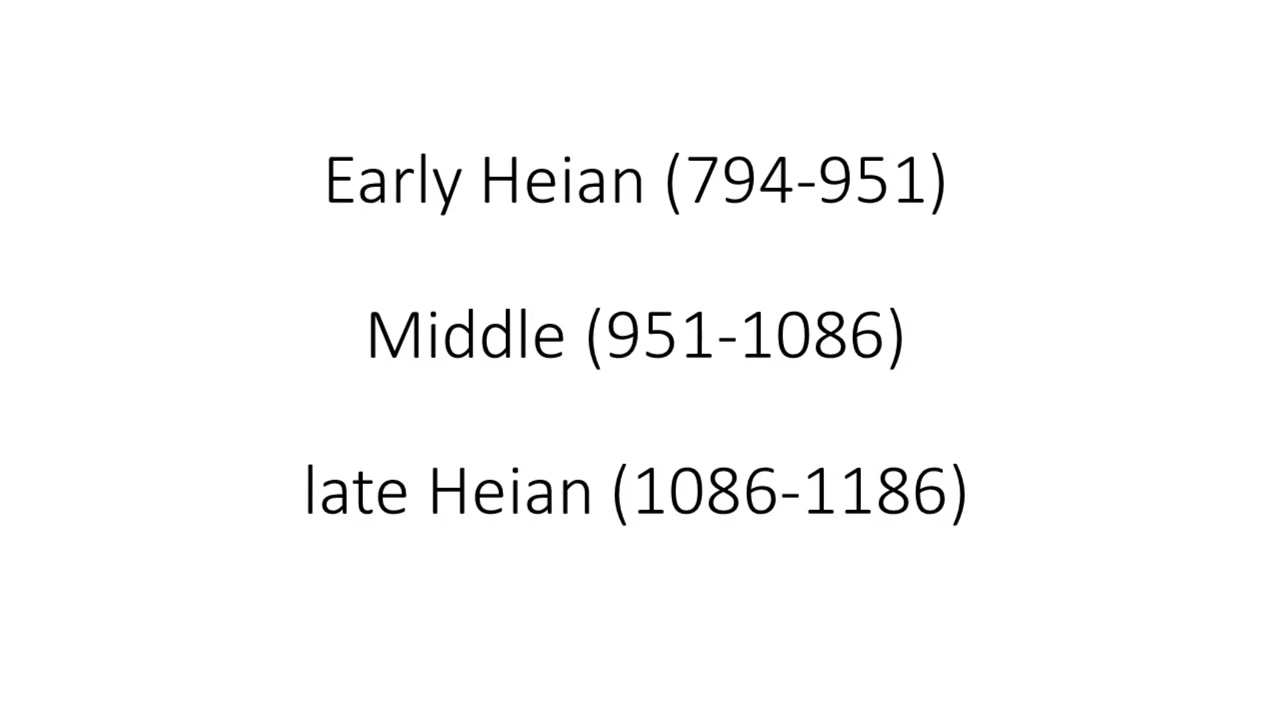 Early Heian (794-951)
Middle (951-1086)
late Heian (1086-1186)